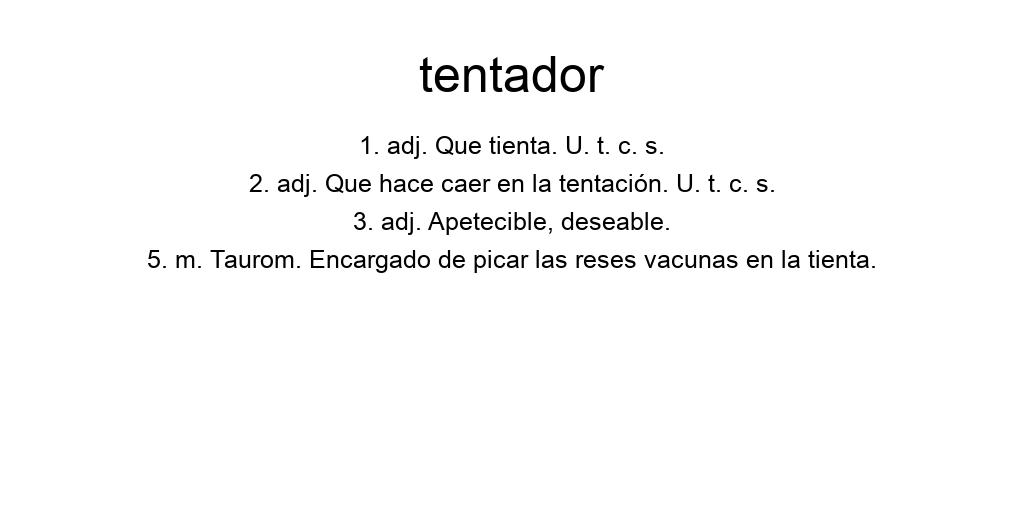 tentador
1. adj. Que tienta. U. t. c. s.
2. adj. Que hace caer en la tentación. U. t. c. s.
3. adj. Apetecible, deseable.
5. m. Taurom. Encargado de picar las reses vacunas en la tienta.